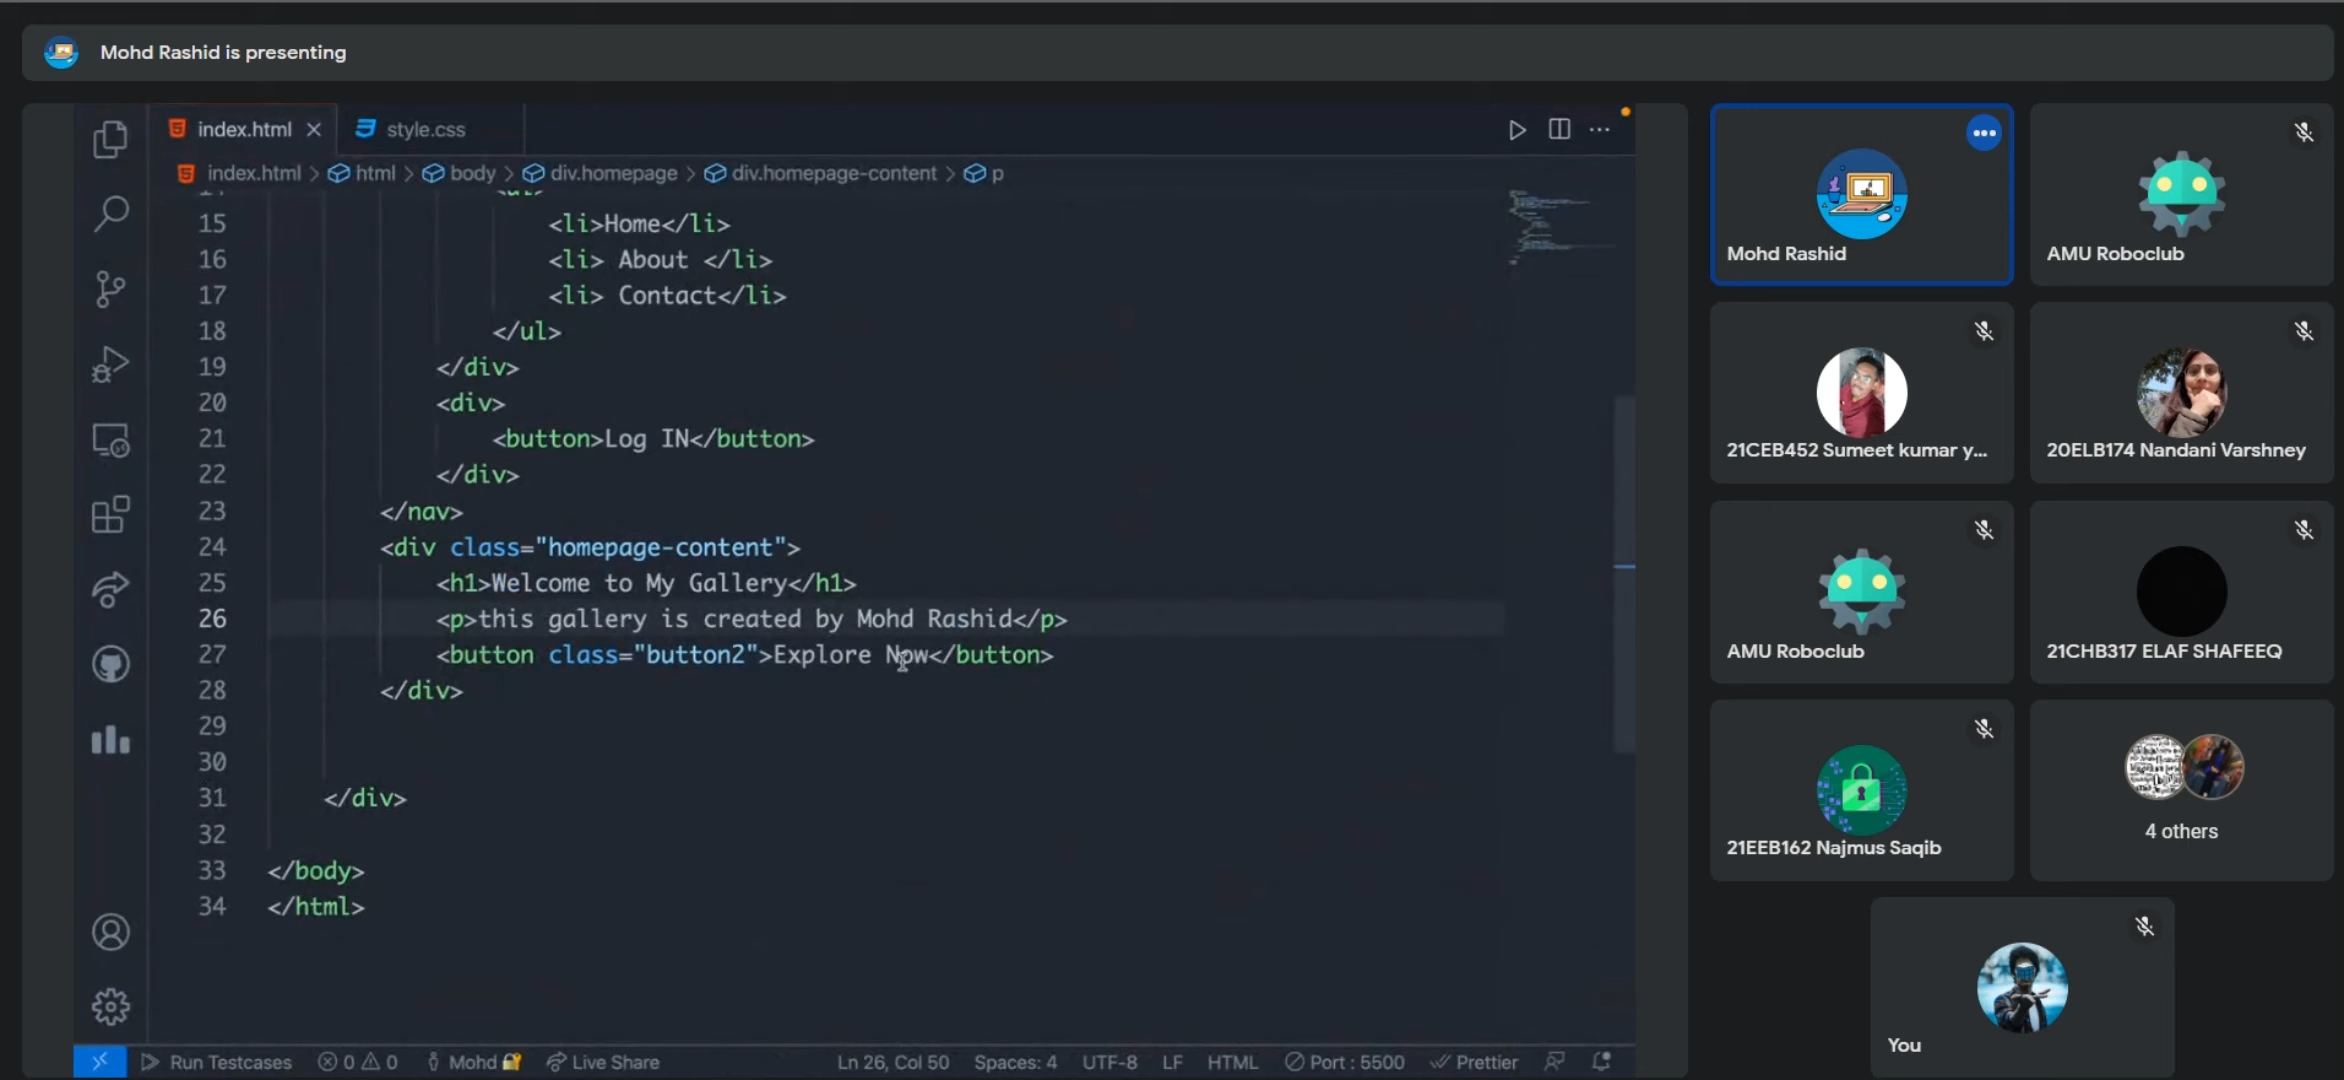 Mohd Rashid is presenting
index.html
style.css
index.html > html > body > div.homepage > div.homepage-content > p
15 <li>Home</li>
16 <li> About </li>
17 <li> Contact</li>
18 </ul>
19 </div>
20 <div>
21 <button>Log IN</button>
22 </div>
23 </nav>
24 <div class="homepage-content">
25 <h1>Welcome to My Gallery</h1>
26 <p>this gallery is created by Mohd Rashid</p>
27 <button class="button2">Explore Now</button>
28 </div>
29
30
31 </div>
32
33 </body>
34 </html>
Run Testcases 0 0 Mohd Live Share Ln 26, Col 50 Spaces: 4 UTF-8 LF HTML Port : 5500 Prettier
Mohd Rashid
AMU Roboclub
21CEB452 Sumeet kumar y...
20ELB174 Nandani Varshney
AMU Roboclub
21CHB317 ELAF SHAFEEQ
21EEB162 Najmus Saqib
4 others
You